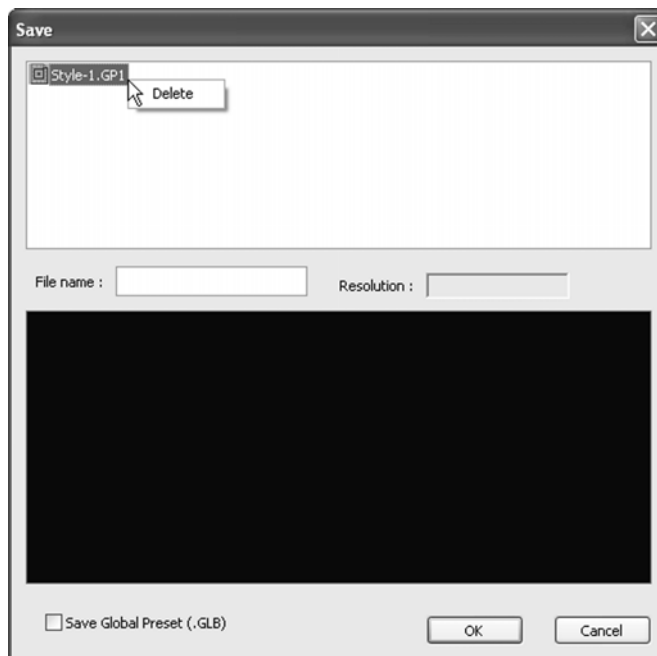 Save
Style-1.GP1
Delete
File name :
Resolution :
Save Global Preset (.GLB)
OK
Cancel